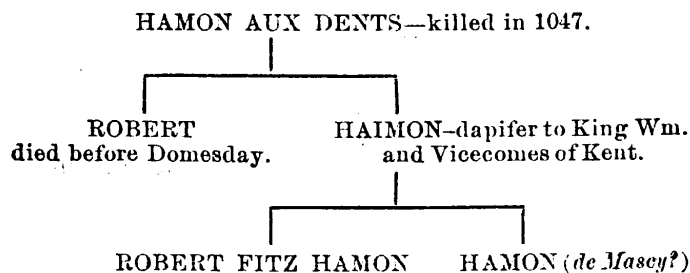 HAMON AUX DENTS—killed in 1047.
ROBERT
died before Domesday.
HAIMON–dapifer to King Wm.
and Vicecomes of Kent.
ROBERT FITZ HAMON
HAMON (de Mascy?)